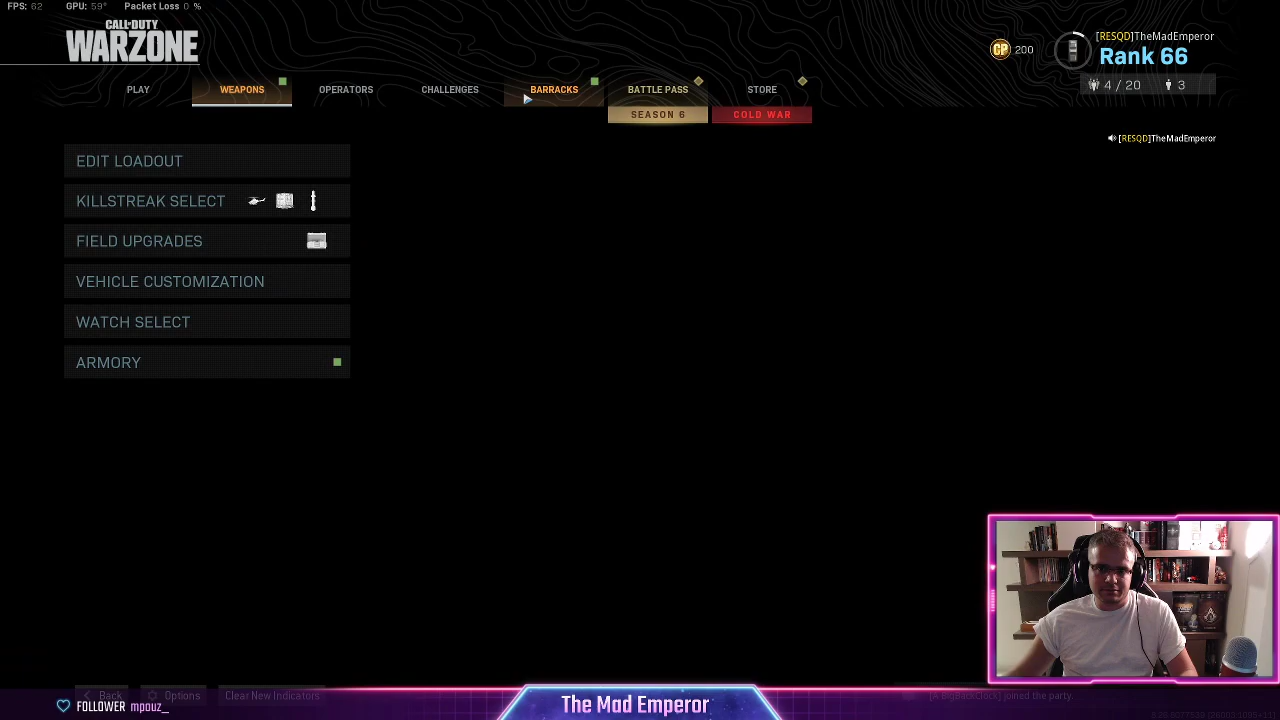 FPS: 62 GPU: 59° Packet Loss 0 %
CALL OF DUTY
WARZONE
200
[RESQD]TheMadEmperor
Rank 66
4 / 20 3
PLAY WEAPONS OPERATORS CHALLENGES BARRACKS BATTLE PASS STORE
SEASON 6 COLD WAR
[RESQD]TheMadEmperor
EDIT LOADOUT
KILLSTREAK SELECT
FIELD UPGRADES
VEHICLE CUSTOMIZATION
WATCH SELECT
ARMORY
Back Options Clear New Indicators
joined the party.
FOLLOWER mpouz_
The Mad Emperor